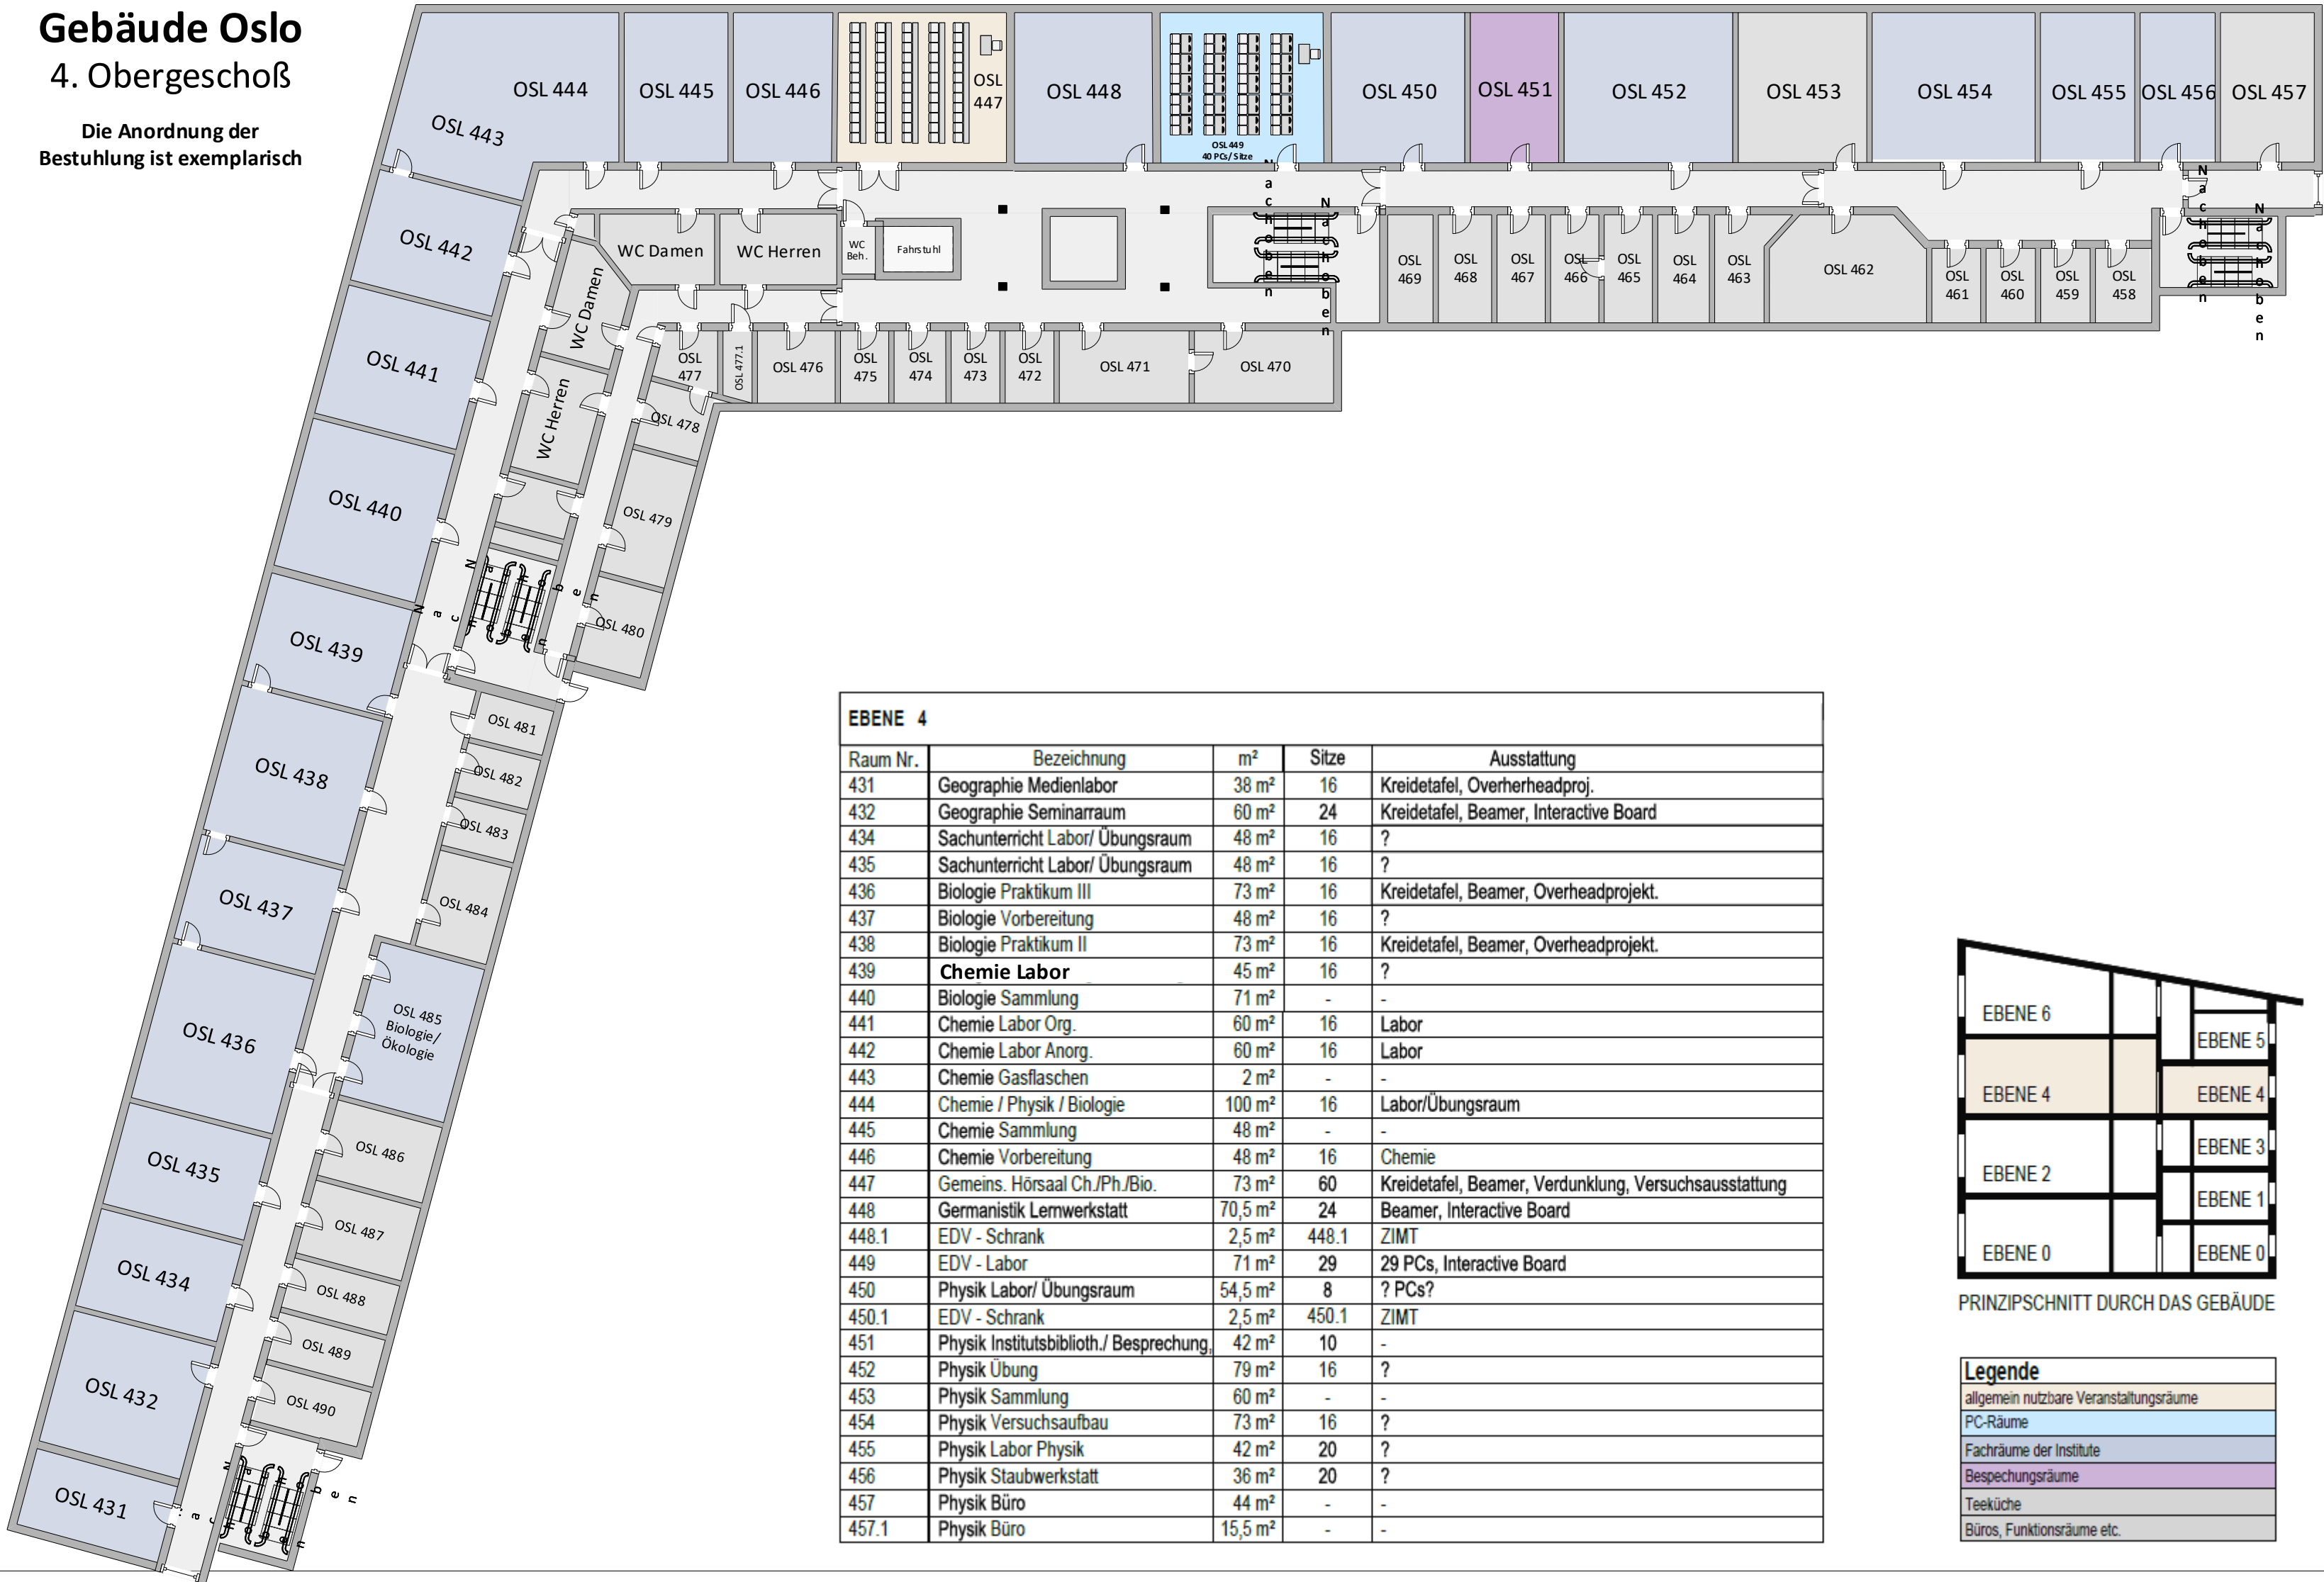 Gebäude Oslo
4. Obergeschoß
Die Anordnung der
Bestuhlung ist exemplarisch
OSL 443
OSL 444
OSL 445
OSL 446
OSL
447
OSL 448
OSL 449
40 PCs/ Sitze
OSL 450
OSL 451
OSL 452
OSL 453
OSL 454
OSL 455
OSL 456
OSL 457
Nach oben
Nach oben
Nach oben
Nach oben
OSL 442
OSL 441
OSL 440
OSL 439
OSL 438
OSL 437
OSL 436
OSL 435
OSL 434
OSL 432
OSL 431
WC Damen
WC Herren
WC
Beh.
Fahrstuhl
WC Damen
WC Herren
OSL
469
OSL
468
OSL
467
OSL
466
OSL
465
OSL
464
OSL
463
OSL 462
OSL
461
OSL
460
OSL
459
OSL
458
OSL
477
OSL 477.1
OSL 476
OSL
475
OSL
474
OSL
473
OSL
472
OSL 471
OSL 470
OSL 478
OSL 479
OSL 480
Nach oben
Nach oben
OSL 481
OSL 482
OSL 483
OSL 484
OSL 485
Biologie/
Ökologie
OSL 486
OSL 487
OSL 488
OSL 489
OSL 490
Nach oben
EBENE 4
Raum Nr. Bezeichnung m² Sitze Ausstattung
431 Geographie Medienlabor 38 m² 16 Kreidetafel, Overherheadproj.
432 Geographie Seminarraum 60 m² 24 Kreidetafel, Beamer, Interactive Board
434 Sachunterricht Labor/ Übungsraum 48 m² 16 ?
435 Sachunterricht Labor/ Übungsraum 48 m² 16 ?
436 Biologie Praktikum III 73 m² 16 Kreidetafel, Beamer, Overheadprojekt.
437 Biologie Vorbereitung 48 m² 16 ?
438 Biologie Praktikum II 73 m² 16 Kreidetafel, Beamer, Overheadprojekt.
439 Chemie Labor 45 m² 16 ?
440 Biologie Sammlung 71 m² - -
441 Chemie Labor Org. 60 m² 16 Labor
442 Chemie Labor Anorg. 60 m² 16 Labor
443 Chemie Gasflaschen 2 m² - -
444 Chemie / Physik / Biologie 100 m² 16 Labor/Übungsraum
445 Chemie Sammlung 48 m² - -
446 Chemie Vorbereitung 48 m² 16 Chemie
447 Gemeins. Hörsaal Ch./Ph./Bio. 73 m² 60 Kreidetafel, Beamer, Verdunklung, Versuchsausstattung
448 Germanistik Lernwerkstatt 70,5 m² 24 Beamer, Interactive Board
448.1 EDV - Schrank 2,5 m² 448.1 ZIMT
449 EDV - Labor 71 m² 29 29 PCs, Interactive Board
450 Physik Labor/ Übungsraum 54,5 m² 8 ? PCs?
450.1 EDV - Schrank 2,5 m² 450.1 ZIMT
451 Physik Institutsbiblioth./ Besprechung, 42 m² 10 -
452 Physik Übung 79 m² 16 ?
453 Physik Sammlung 60 m² - -
454 Physik Versuchsaufbau 73 m² 16 ?
455 Physik Labor Physik 42 m² 20 ?
456 Physik Staubwerkstatt 36 m² 20 ?
457 Physik Büro 44 m² - -
457.1 Physik Büro 15,5 m² - -
EBENE 6
EBENE 5
EBENE 4
EBENE 4
EBENE 3
EBENE 2
EBENE 1
EBENE 0
EBENE 0
PRINZIPSCHNITT DURCH DAS GEBÄUDE
Legende
allgemein nutzbare Veranstaltungsräume
PC-Räume
Fachräume der Institute
Bespechungsräume
Teeküche
Büros, Funktionsräume etc.